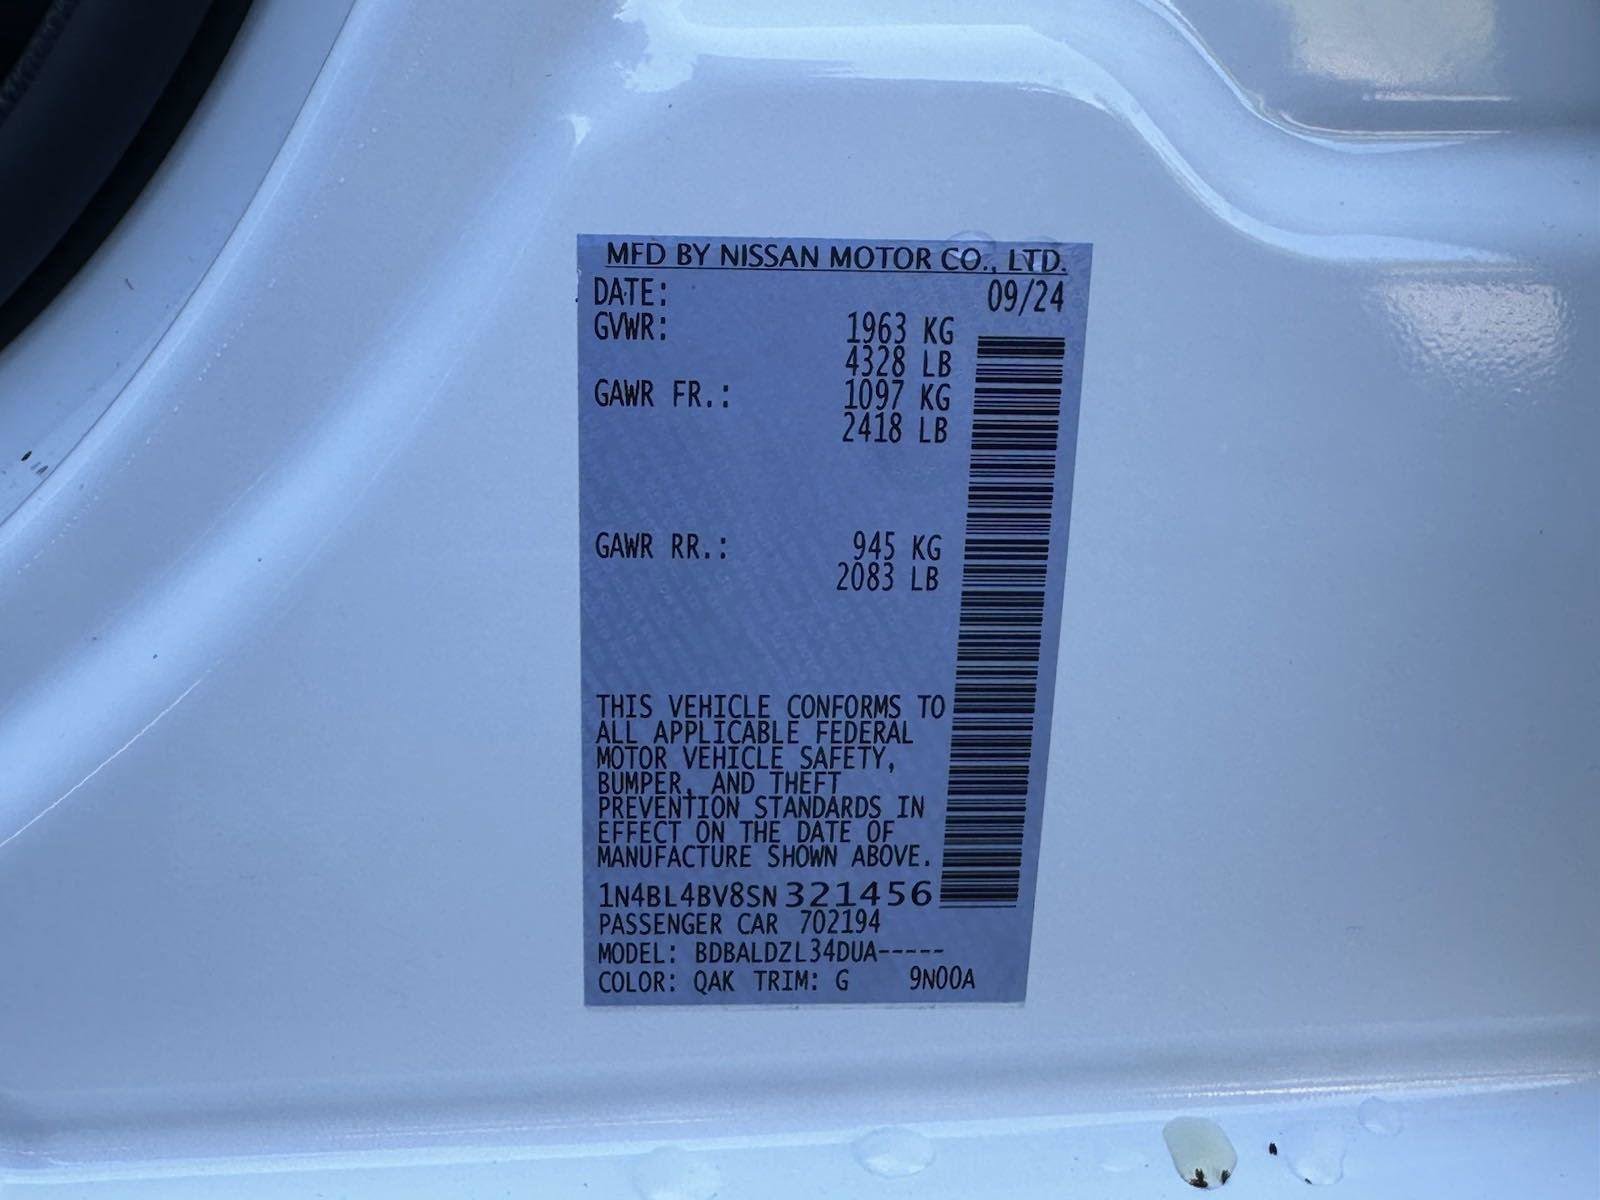 MFD BY NISSAN MOTOR CO., LTD.
DATE: 09/24
GVWR: 1963 KG
4328 LB
GAWR FR.: 1097 KG
2418 LB
GAWR RR.: 945 KG
2083 LB
THIS VEHICLE CONFORMS TO
ALL APPLICABLE FEDERAL
MOTOR VEHICLE SAFETY,
BUMPER, AND THEFT
PREVENTION STANDARDS IN
EFFECT ON THE DATE OF
MANUFACTURE SHOWN ABOVE.
1N4BL4BV8SN321456
PASSENGER CAR 702194
MODEL: BDBALDZL34DUA-----
COLOR: QAK TRIM: G 9N00A